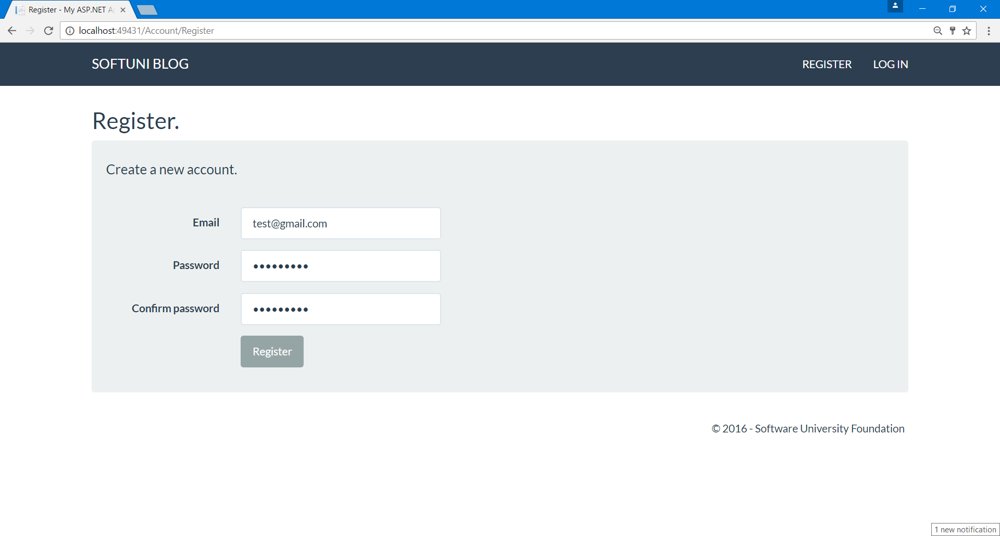 Register - My ASP.NET A
localhost:49431/Account/Register
SOFTUNI BLOG
REGISTER
LOG IN
Register.
Create a new account.
Email
test@gmail.com
Password
•••••••••
Confirm password
•••••••••
Register
© 2016 - Software University Foundation
1 new notification